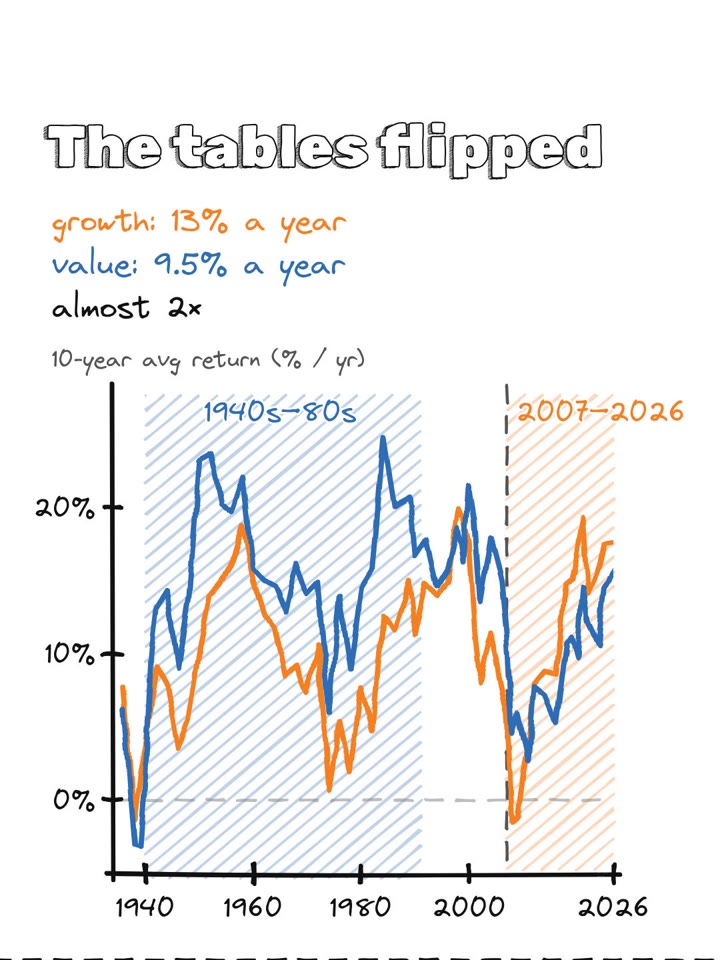 The tables flipped
growth: 13% a year
value: 9.5% a year
almost 2x
10-year avg return (% / yr)
1940s–80s
2007–2026
20%
10%
0%
1940 1960 1980 2000 2026